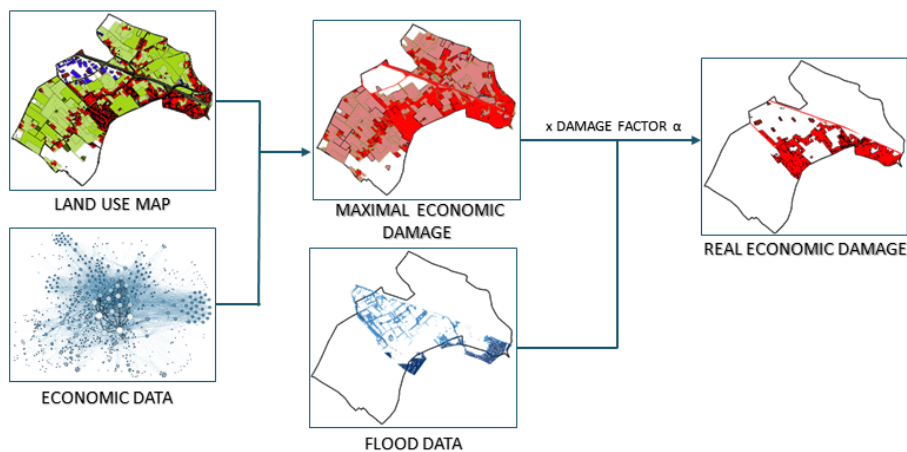 LAND USE MAP
MAXIMAL ECONOMIC
DAMAGE
x DAMAGE FACTOR α
REAL ECONOMIC DAMAGE
ECONOMIC DATA
FLOOD DATA